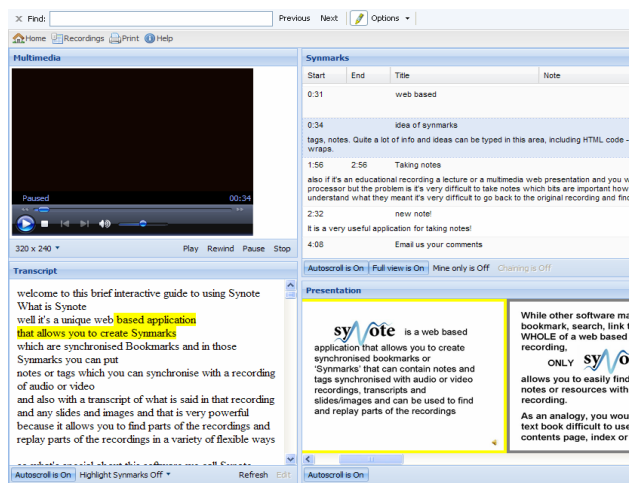 Find:
Previous Next Options
Home Recordings Print Help
Multimedia
Paused 00:34
320 x 240 Play Rewind Pause Stop
Transcript
welcome to this brief interactive guide to using Synote
What is Synote
well it's a unique web based application
that allows you to create Synmarks
which are synchronised Bookmarks and in those
Synmarks you can put
notes or tags which you can synchronise with a recording
of audio or video
and also with a transcript of what is said in that recording
and any slides and images and that is very powerful
because it allows you to find parts of the recordings and
replay parts of the recordings in a variety of flexible ways
so what's special about this software we call Synote
Autoscroll is On Highlight Synmarks Off Refresh Edit
Synmarks
Start End Title Note
0:31 web based
0:34 idea of synmarks
tags, notes. Quite a lot of info and ideas can be typed in this area, including HTML code -
wraps.
1:56 2:56 Taking notes
also if it's an educational recording a lecture or a multimedia web presentation and you w
processor but the problem is it's very difficult to take notes which bits are important how
understand what they meant it's very difficult to go back to the original recording and find
2:32 new note!
It is a very useful application for taking notes!
4:08 Email us your comments
Autoscroll is On Full view is On Mine only is Off Chaining is Off
Presentation
syNote is a web based
application that allows you to create
synchronised bookmarks or
'Synmarks' that can contain notes and
tags synchronised with audio or video
recordings, transcripts and
slides/images and can be used to find
and replay parts of the recordings
While other software ma
bookmark, search, link t
WHOLE of a web based
recording,
ONLY syNo
allows you to easily find
notes or resources with
recording.
As an analogy, you wou
text book difficult to use
contents page, index or
Autoscroll is On